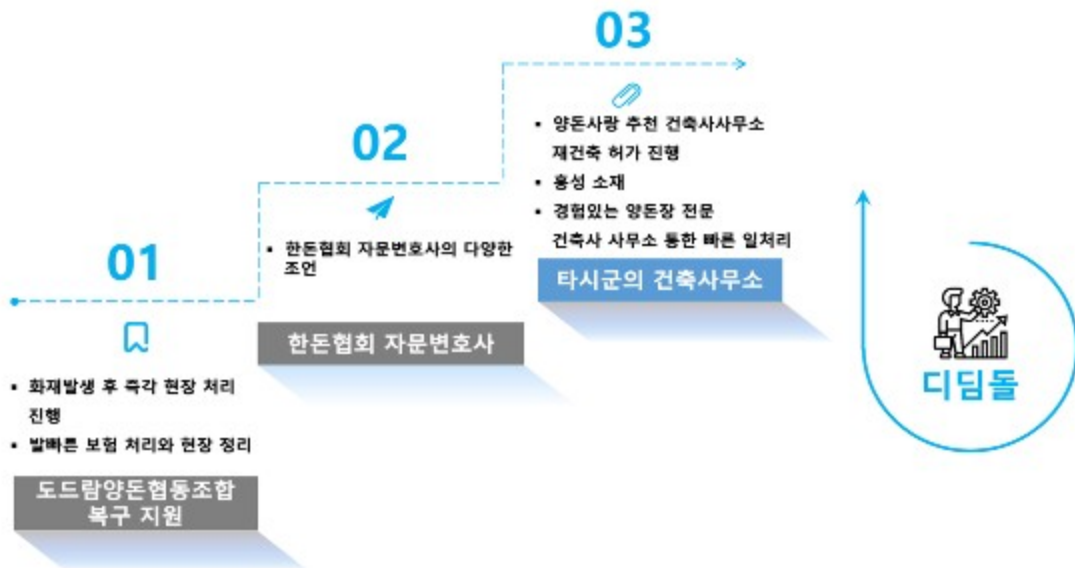 01
▪ 화재발생 후 즉각 현장 처리
진행
▪ 발빠른 보험 처리와 현장 정리
도드람양돈협동조합
복구 지원
02
▪ 한돈협회 자문변호사의 다양한
조언
한돈협회 자문변호사
03
▪ 양돈사랑 추천 건축사사무소
재건축 허가 진행
▪ 홍성 소재
▪ 경험있는 양돈장 전문
건축사 사무소 통한 빠른 일처리
타시군의 건축사무소
디딤돌